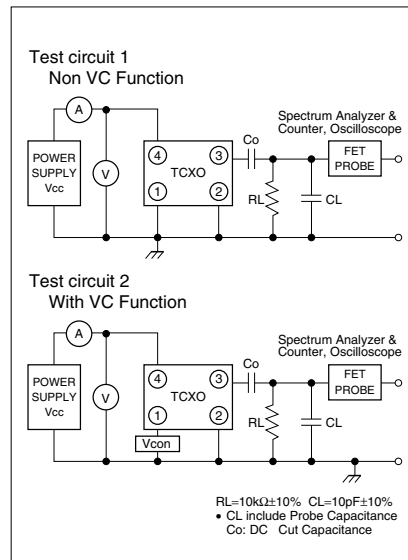 Test circuit 1
Non VC Function
A
POWER
SUPPLY
Vcc
V
4
3
TCXO
1
2
Co
Spectrum Analyzer &
Counter, Oscilloscope
FET
PROBE
RL
CL
Test circuit 2
With VC Function
A
POWER
SUPPLY
Vcc
V
4
3
TCXO
1
2
Vcon
Co
Spectrum Analyzer &
Counter, Oscilloscope
FET
PROBE
RL
CL
RL=10kΩ±10% CL=10pF±10%
• CL include Probe Capacitance
Co: DC Cut Capacitance